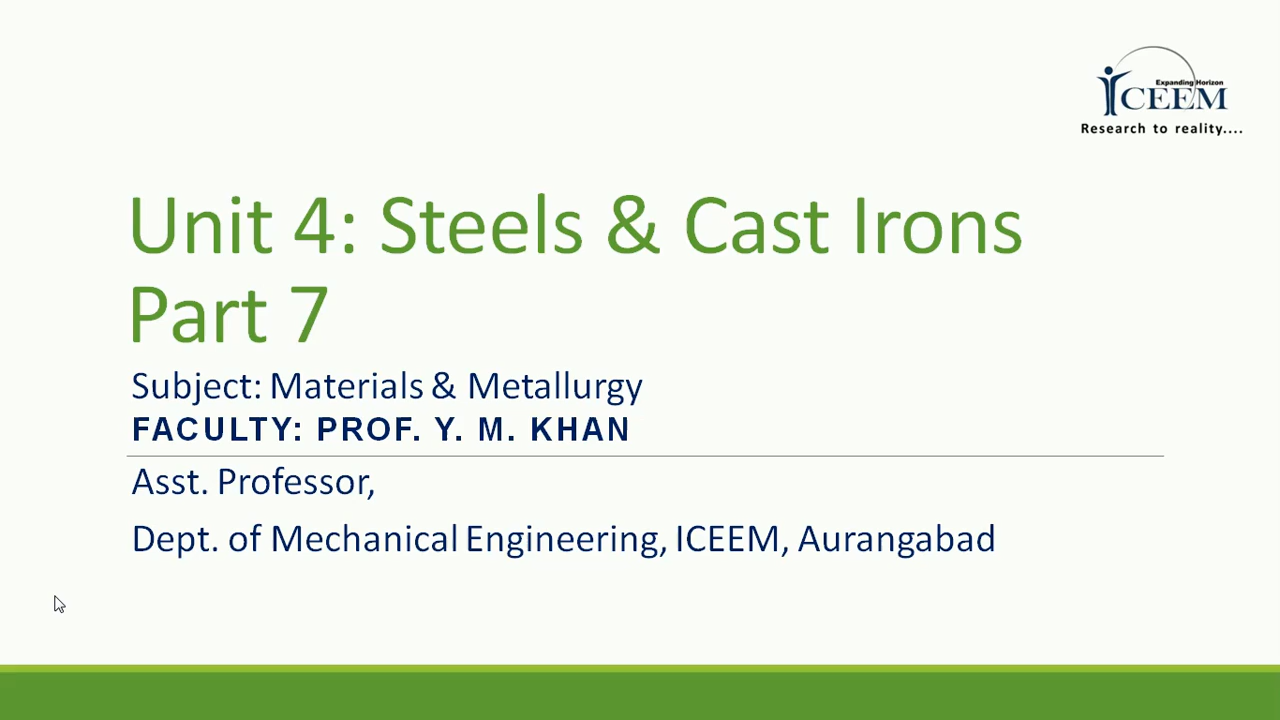 Expanding Horizon
ICEEM
Research to reality....
Unit 4: Steels & Cast Irons
Part 7
Subject: Materials & Metallurgy
FACULTY: PROF. Y. M. KHAN
Asst. Professor,
Dept. of Mechanical Engineering, ICEEM, Aurangabad